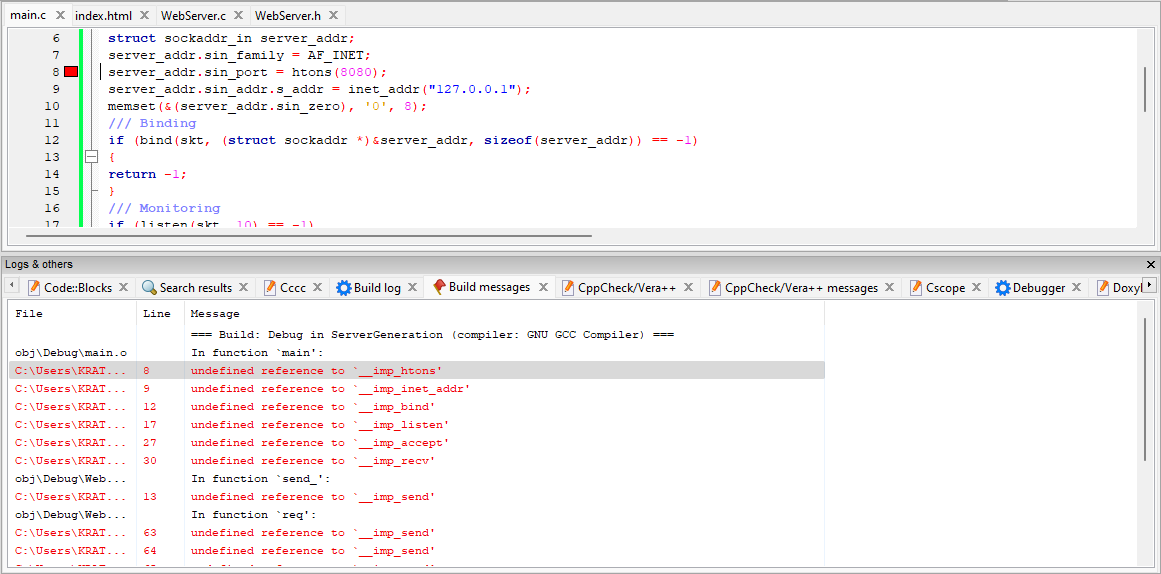 main.c index.html WebServer.c WebServer.h
6 struct sockaddr_in server_addr;
7 server_addr.sin_family = AF_INET;
8 server_addr.sin_port = htons(8080);
9 server_addr.sin_addr.s_addr = inet_addr("127.0.0.1");
10 memset(&(server_addr.sin_zero), '0', 8);
11 /// Binding
12 if (bind(skt, (struct sockaddr *)&server_addr, sizeof(server_addr)) == -1)
13 {
14 return -1;
15 }
16 /// Monitoring
17 if (listen(skt, 10) == -1)
Logs & others
Code::Blocks Search results Cccc Build log Build messages CppCheck/Vera++ CppCheck/Vera++ messages Cscope Debugger Doxyl
File Line Message
=== Build: Debug in ServerGeneration (compiler: GNU GCC Compiler) ===
obj\Debug\main.o In function `main':
C:\Users\KRAT... 8 undefined reference to `__imp_htons'
C:\Users\KRAT... 9 undefined reference to `__imp_inet_addr'
C:\Users\KRAT... 12 undefined reference to `__imp_bind'
C:\Users\KRAT... 17 undefined reference to `__imp_listen'
C:\Users\KRAT... 27 undefined reference to `__imp_accept'
C:\Users\KRAT... 30 undefined reference to `__imp_recv'
obj\Debug\Web... In function `send_':
C:\Users\KRAT... 13 undefined reference to `__imp_send'
obj\Debug\Web... In function `req':
C:\Users\KRAT... 63 undefined reference to `__imp_send'
C:\Users\KRAT... 64 undefined reference to `__imp_send'